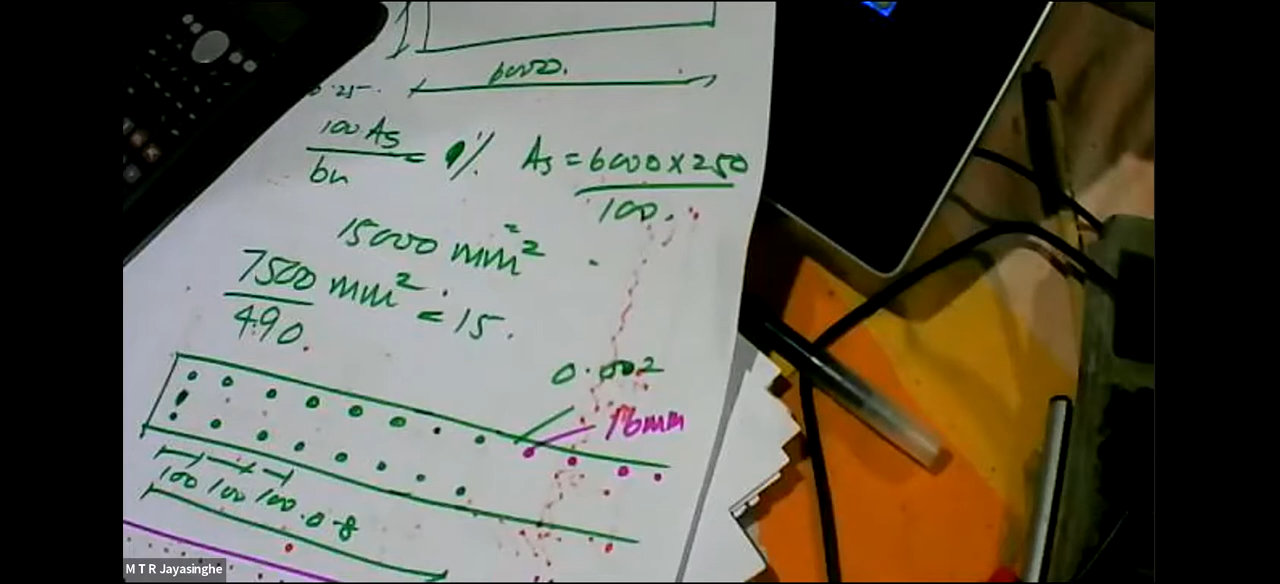 6000.
100 As
bh
= 1%
As = 6000 x 250
100.
15000 mm²
7500 mm² = 15.
490.
0.002
16mm
100 100 100
M T R Jayasinghe